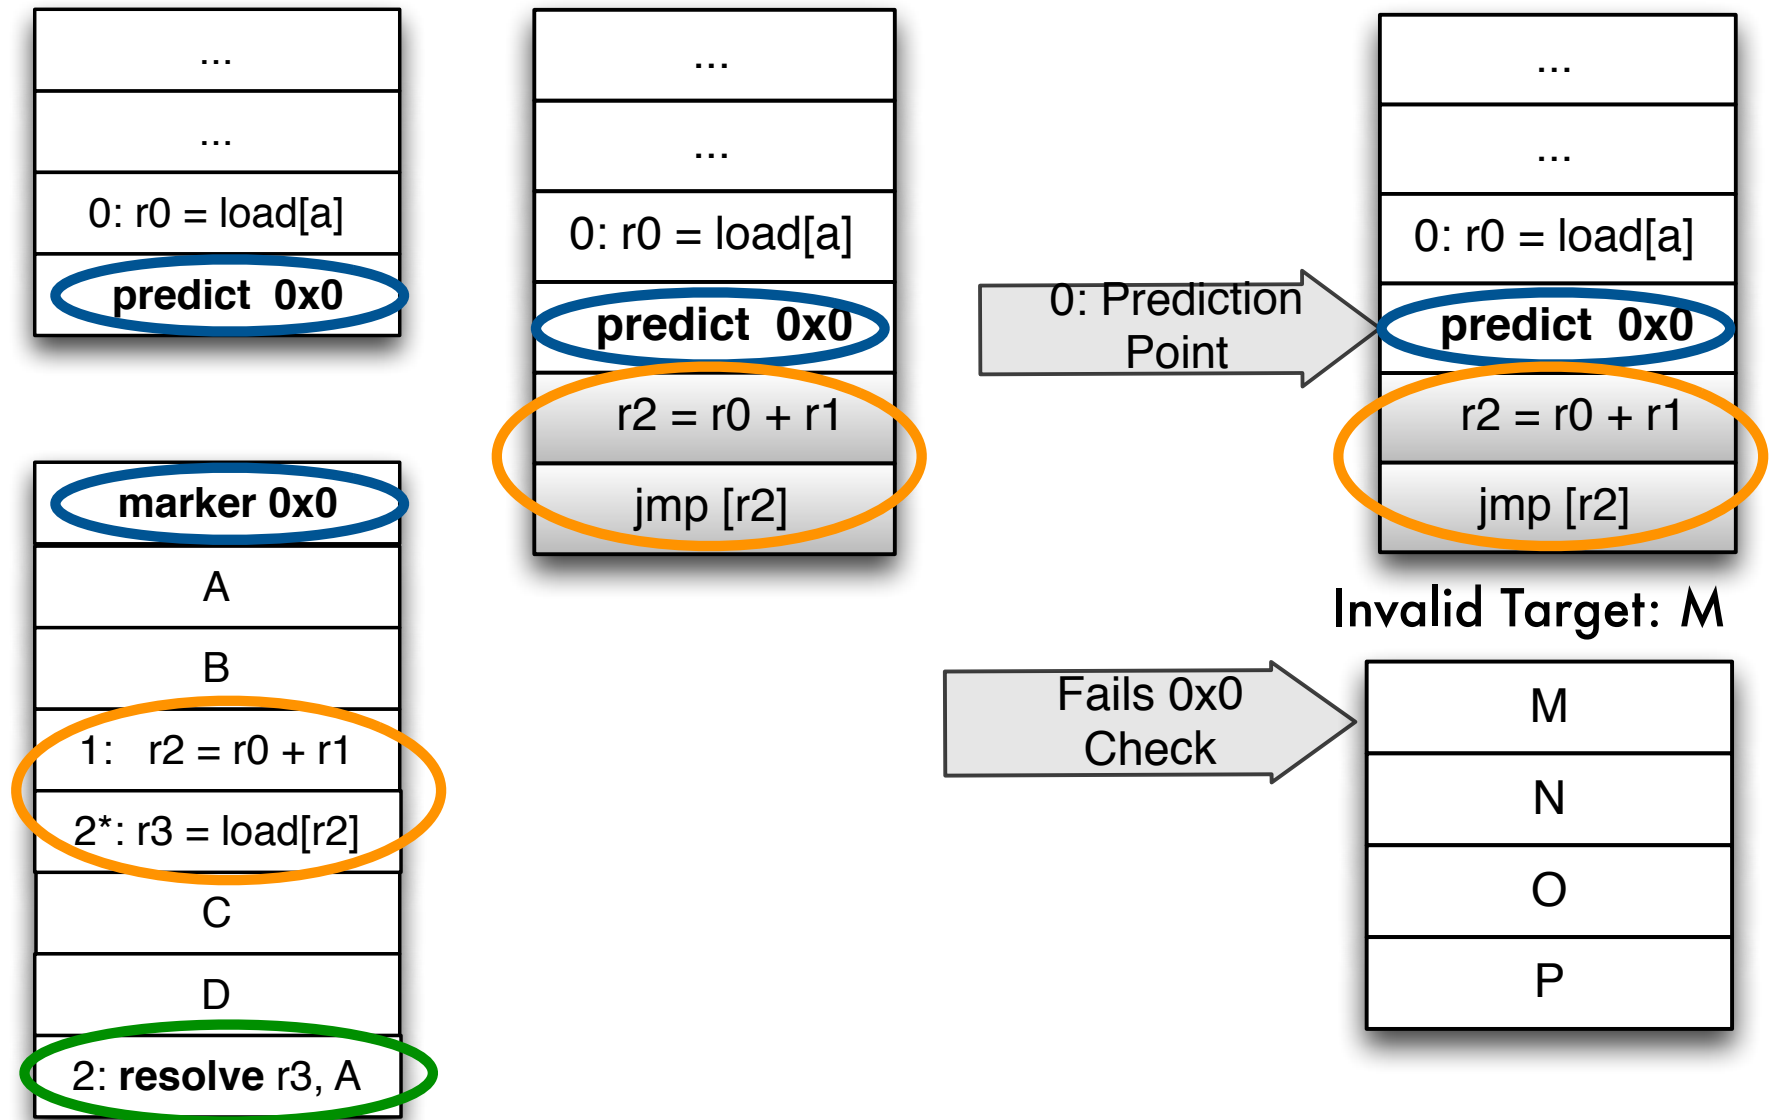 ...
...
0: r0 = load[a]
predict 0x0
marker 0x0
A
B
1: r2 = r0 + r1
2*: r3 = load[r2]
C
D
2: resolve r3, A
...
...
0: r0 = load[a]
predict 0x0
r2 = r0 + r1
jmp [r2]
0: Prediction
Point
Fails 0x0
Check
...
...
0: r0 = load[a]
predict 0x0
r2 = r0 + r1
jmp [r2]
Invalid Target: M
M
N
O
P